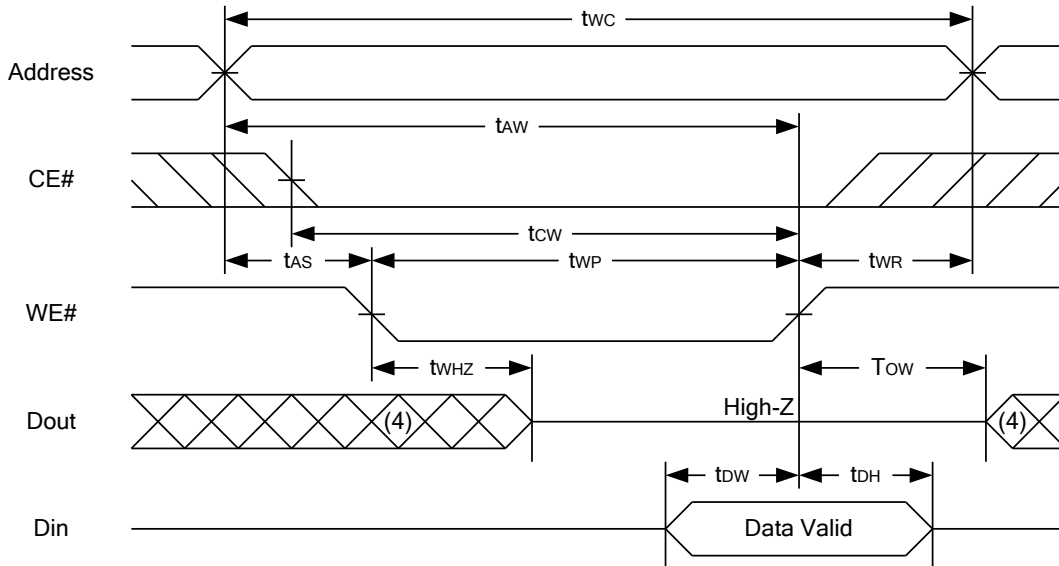 tWC
Address
tAW
CE#
tCW
tAS tWP tWR
WE#
tWHZ TOW
High-Z
Dout (4) (4)
tDW tDH
Din Data Valid